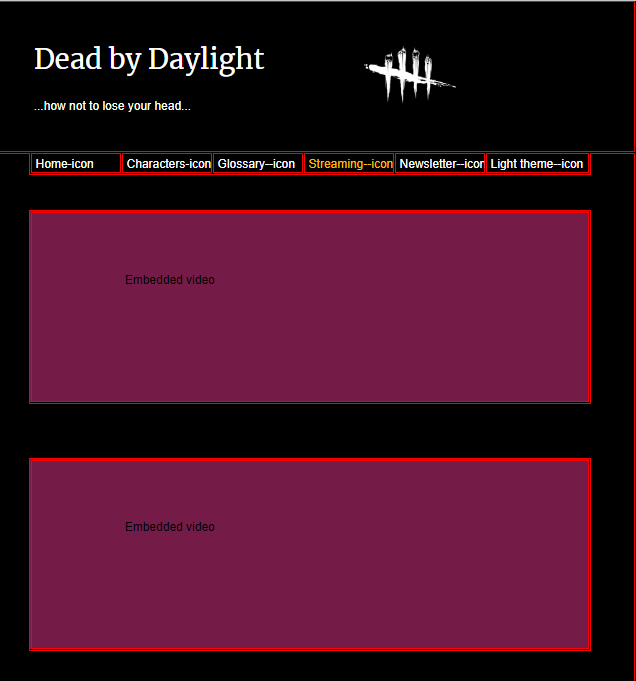 Dead by Daylight
...how not to lose your head...
Home-icon Characters-icon Glossary--icon Streaming--icon Newsletter--icon Light theme--icon
Embedded video
Embedded video